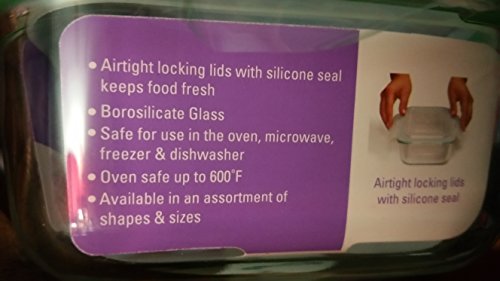 • Airtight locking lids with silicone seal
keeps food fresh
• Borosilicate Glass
• Safe for use in the oven, microwave,
freezer & dishwasher
• Oven safe up to 600°F
• Available in an assortment of
shapes & sizes
Airtight locking lids
with silicone seal